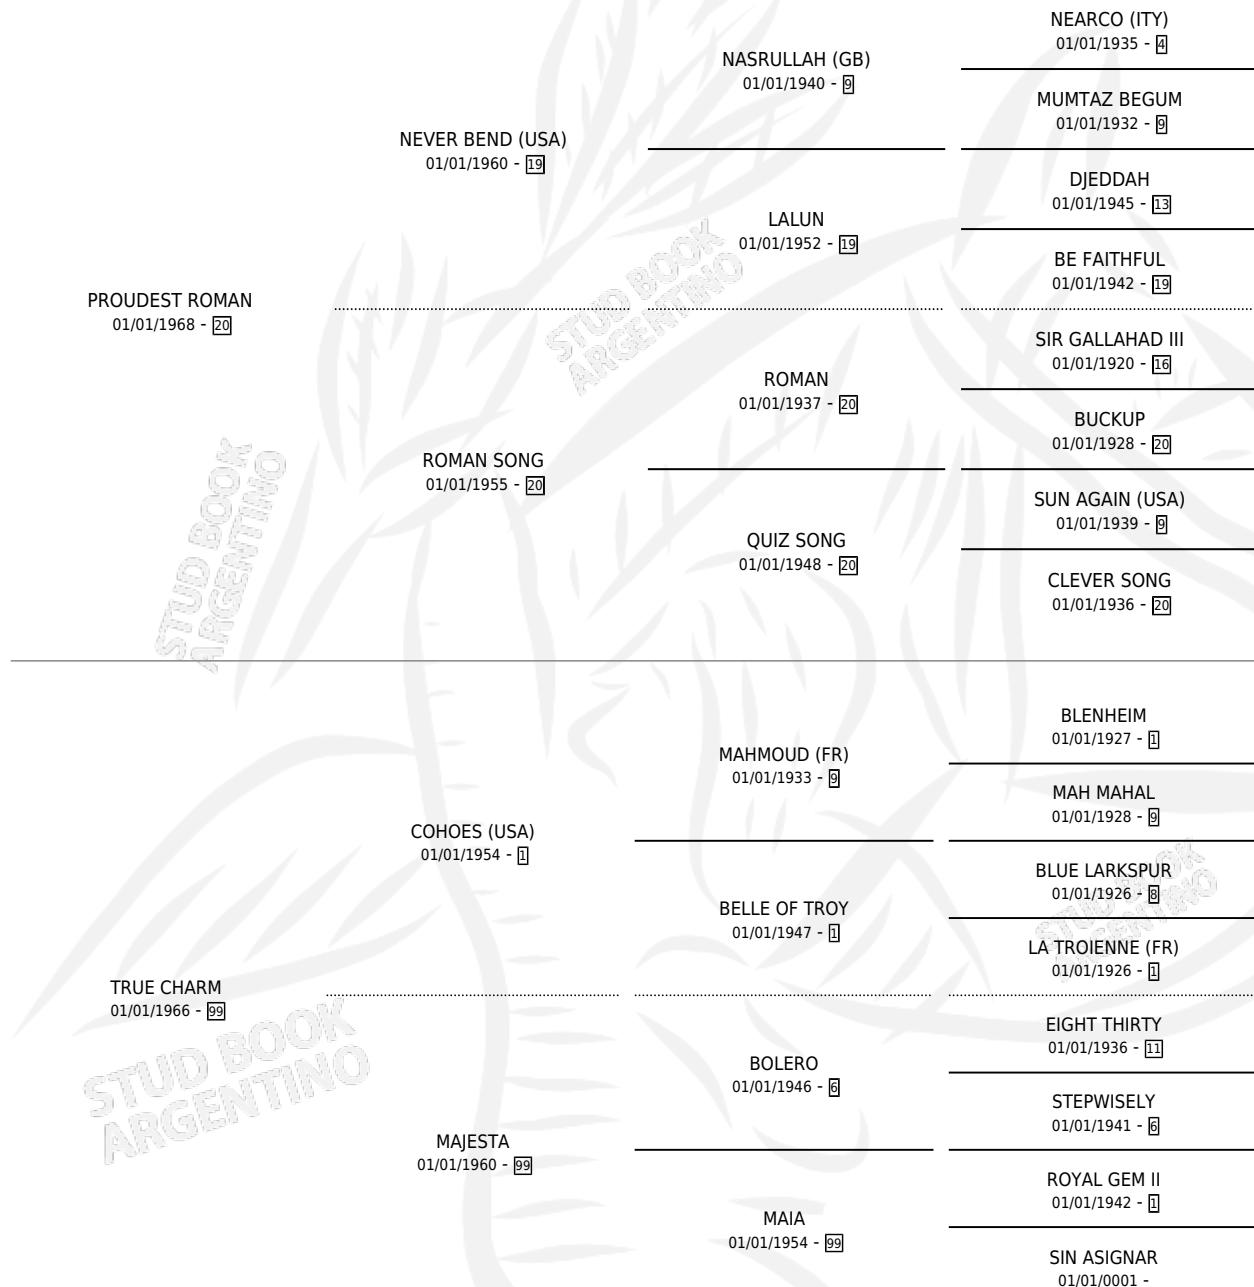 NEARCO (ITY)
01/01/1935 - 4
NASRULLAH (GB)
01/01/1940 - 9
MUMTAZ BEGUM
01/01/1932 - 9
NEVER BEND (USA)
01/01/1960 - 19
DJEDDAH
01/01/1945 - 13
LALUN
01/01/1952 - 19
BE FAITHFUL
01/01/1942 - 19
PROUDEST ROMAN
01/01/1968 - 20
SIR GALLAHAD III
01/01/1920 - 16
ROMAN
01/01/1937 - 20
BUCKUP
01/01/1928 - 20
ROMAN SONG
01/01/1955 - 20
SUN AGAIN (USA)
01/01/1939 - 9
QUIZ SONG
01/01/1948 - 20
CLEVER SONG
01/01/1936 - 20
BLENHEIM
01/01/1927 - 1
MAHMOUD (FR)
01/01/1933 - 9
MAH MAHAL
01/01/1928 - 9
COHOES (USA)
01/01/1954 - 1
BLUE LARKSPUR
01/01/1926 - 8
BELLE OF TROY
01/01/1947 - 1
LA TROIENNE (FR)
01/01/1926 - 1
TRUE CHARM
01/01/1966 - 99
EIGHT THIRTY
01/01/1936 - 11
BOLERO
01/01/1946 - 6
STEPWISELY
01/01/1941 - 6
MAJESTA
01/01/1960 - 99
ROYAL GEM II
01/01/1942 - 1
MAIA
01/01/1954 - 99
SIN ASIGNAR
01/01/0001 -
STUD BOOK
ARGENTINO
STUD BOOK
ARGENTINO
STUD BOOK
ARGENTINO
STUD BOOK
ARGENTINO